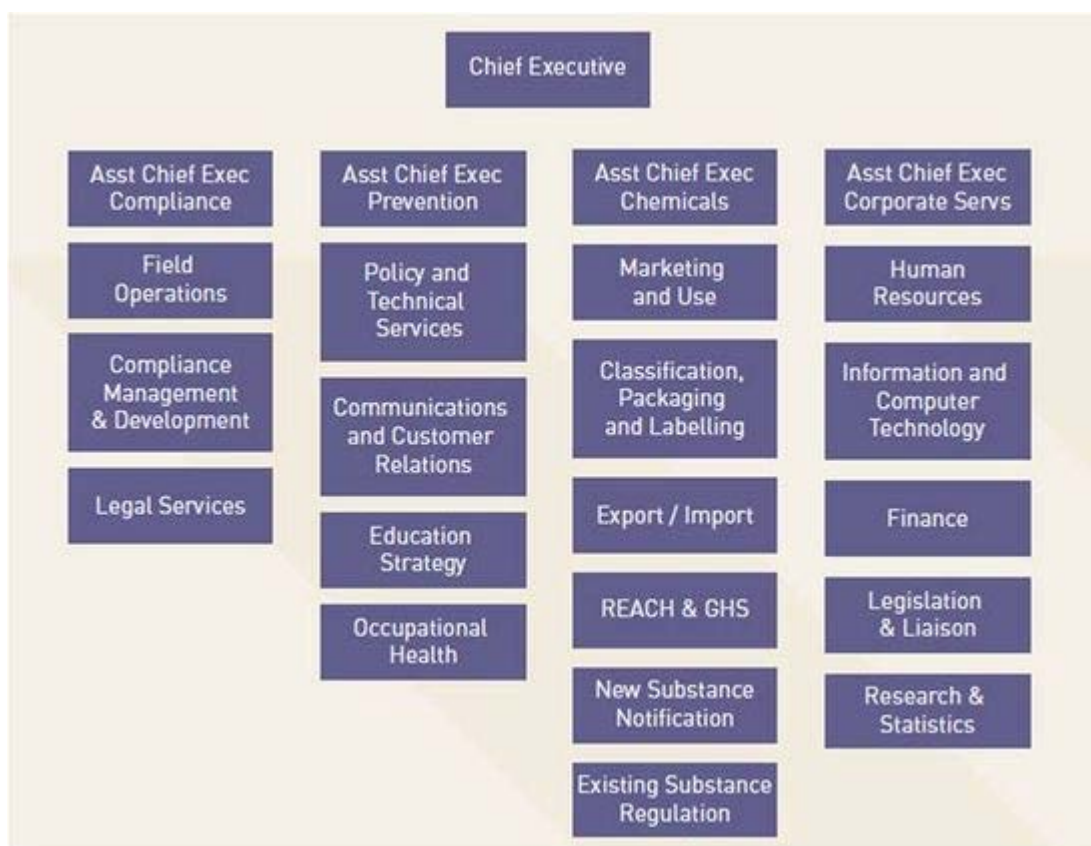 Chief Executive
Asst Chief Exec
Compliance
Field
Operations
Compliance
Management
& Development
Legal Services
Asst Chief Exec
Prevention
Policy and
Technical
Services
Communications
and Customer
Relations
Education
Strategy
Occupational
Health
Asst Chief Exec
Chemicals
Marketing
and Use
Classification,
Packaging
and Labelling
Export / Import
REACH & GHS
New Substance
Notification
Existing Substance
Regulation
Asst Chief Exec
Corporate Servs
Human
Resources
Information and
Computer
Technology
Finance
Legislation
& Liaison
Research &
Statistics